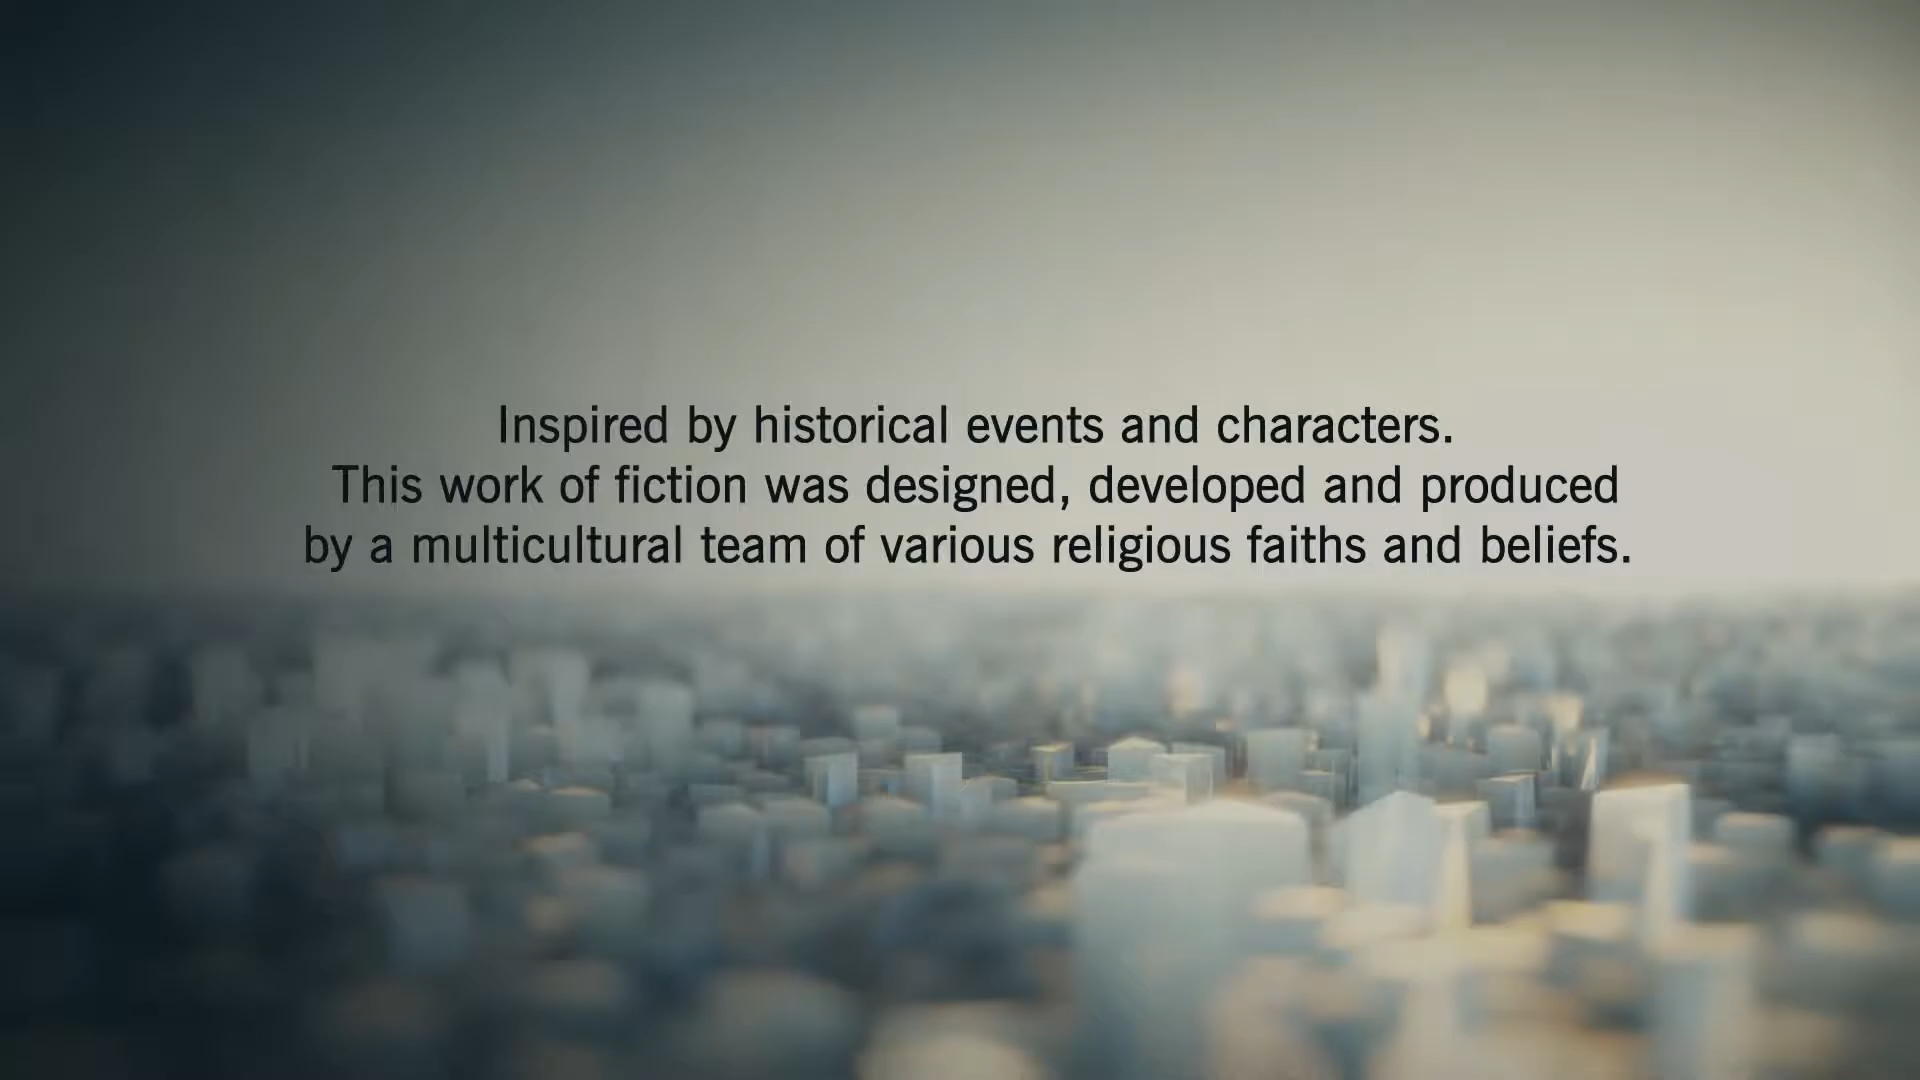 Inspired by historical events and characters.
This work of fiction was designed, developed and produced
by a multicultural team of various religious faiths and beliefs.